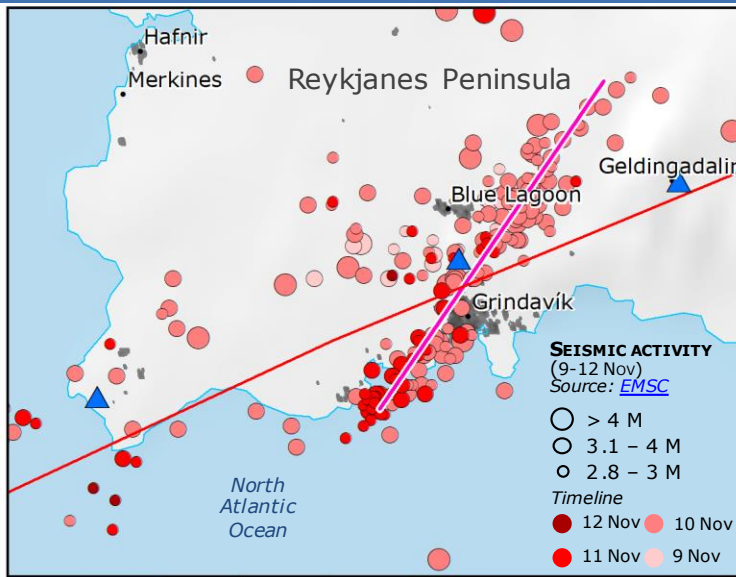 Hafnir
Merkines
Reykjanes Peninsula
Geldingadalir
Blue Lagoon
Grindavík
SEISMIC ACTIVITY
(9-12 Nov)
Source: EMSC
> 4 M
3.1 – 4 M
2.8 – 3 M
Timeline
12 Nov 10 Nov
11 Nov 9 Nov
North
Atlantic
Ocean